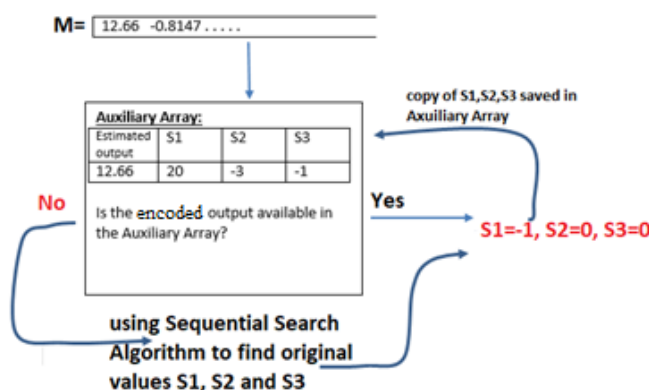 M= 12.66 -0.8147 . . . . .
copy of S1,S2,S3 saved in
Axuiliary Array
Auxiliary Array:
Estimated output S1 S2 S3
12.66 20 -3 -1
No
Is the encoded output available in
the Auxiliary Array?
Yes
S1=-1, S2=0, S3=0
using Sequential Search
Algorithm to find original
values S1, S2 and S3